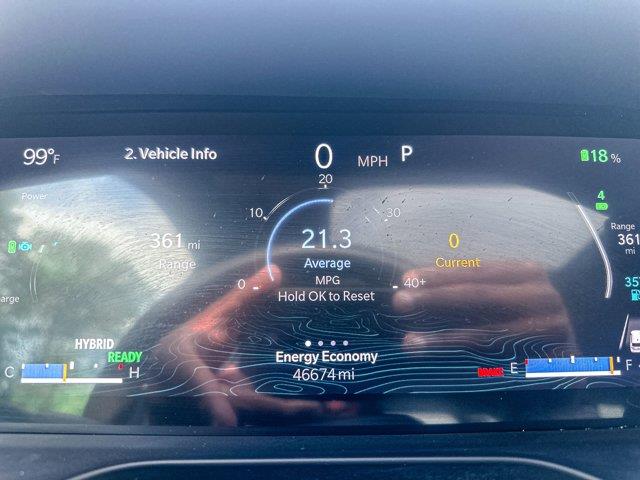 99°F
2. Vehicle Info
0 MPH P
18%
Power
10 20 30
4
361 mi
Range
21.3
Average
MPG
0 40+
Hold OK to Reset
0
Current
Range
361
mi
HYBRID
READY
C H
Energy Economy
46674 mi
BRAKE
E F